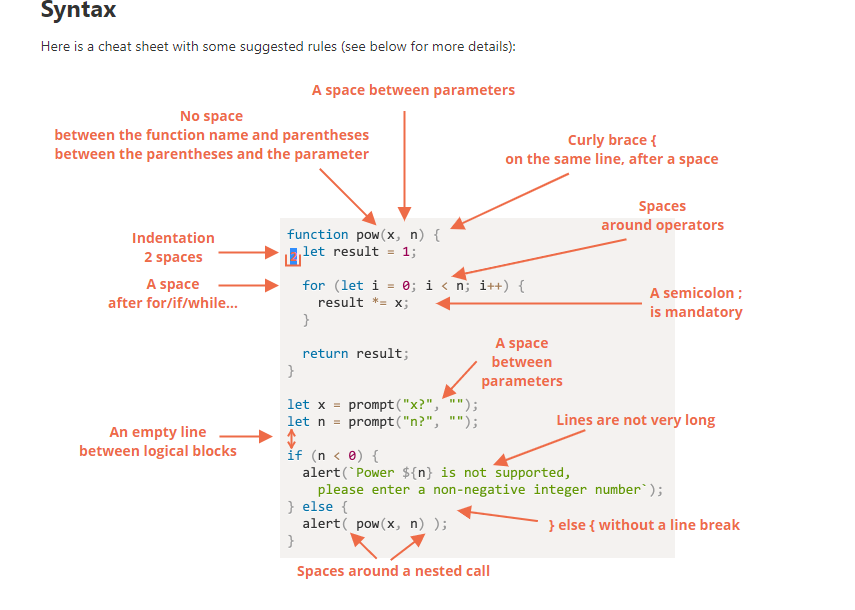 Syntax
Here is a cheat sheet with some suggested rules (see below for more details):
A space between parameters
No space
between the function name and parentheses
between the parentheses and the parameter
Curly brace {
on the same line, after a space
Spaces
around operators
Indentation
2 spaces
A space
after for/if/while...
A semicolon ;
is mandatory
A space
between
parameters
An empty line
between logical blocks
Lines are not very long
} else { without a line break
Spaces around a nested call
function pow(x, n) {
2
  let result = 1;

  for (let i = 0; i < n; i++) {
    result *= x;
  }

  return result;
}

let x = prompt("x?", "");
let n = prompt("n?", "");

if (n < 0) {
  alert(`Power ${n} is not supported,
    please enter a non-negative integer number`);
} else {
  alert( pow(x, n) );
}